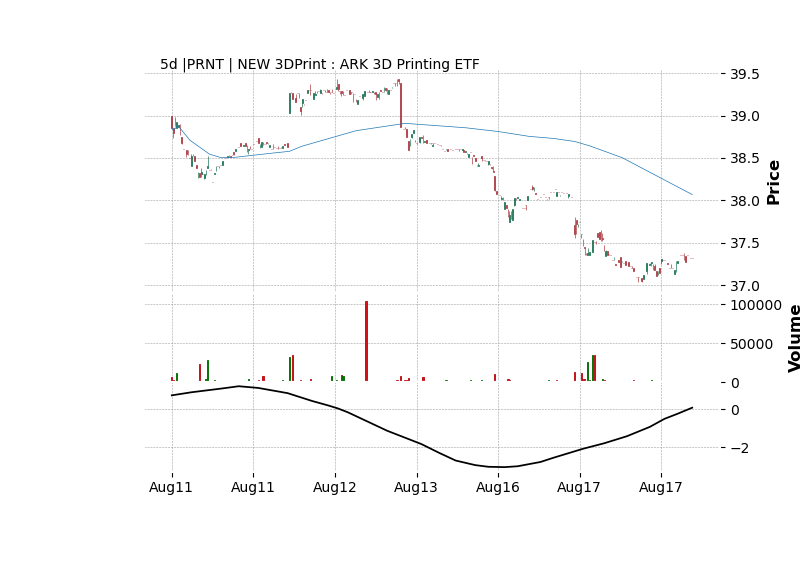 5d |PRNT | NEW 3DPrint : ARK 3D Printing ETF
39.5
39.0
38.5
38.0
37.5
37.0
Price
100000
50000
0
Volume
0
−2
Aug11 Aug11 Aug12 Aug13 Aug16 Aug17 Aug17